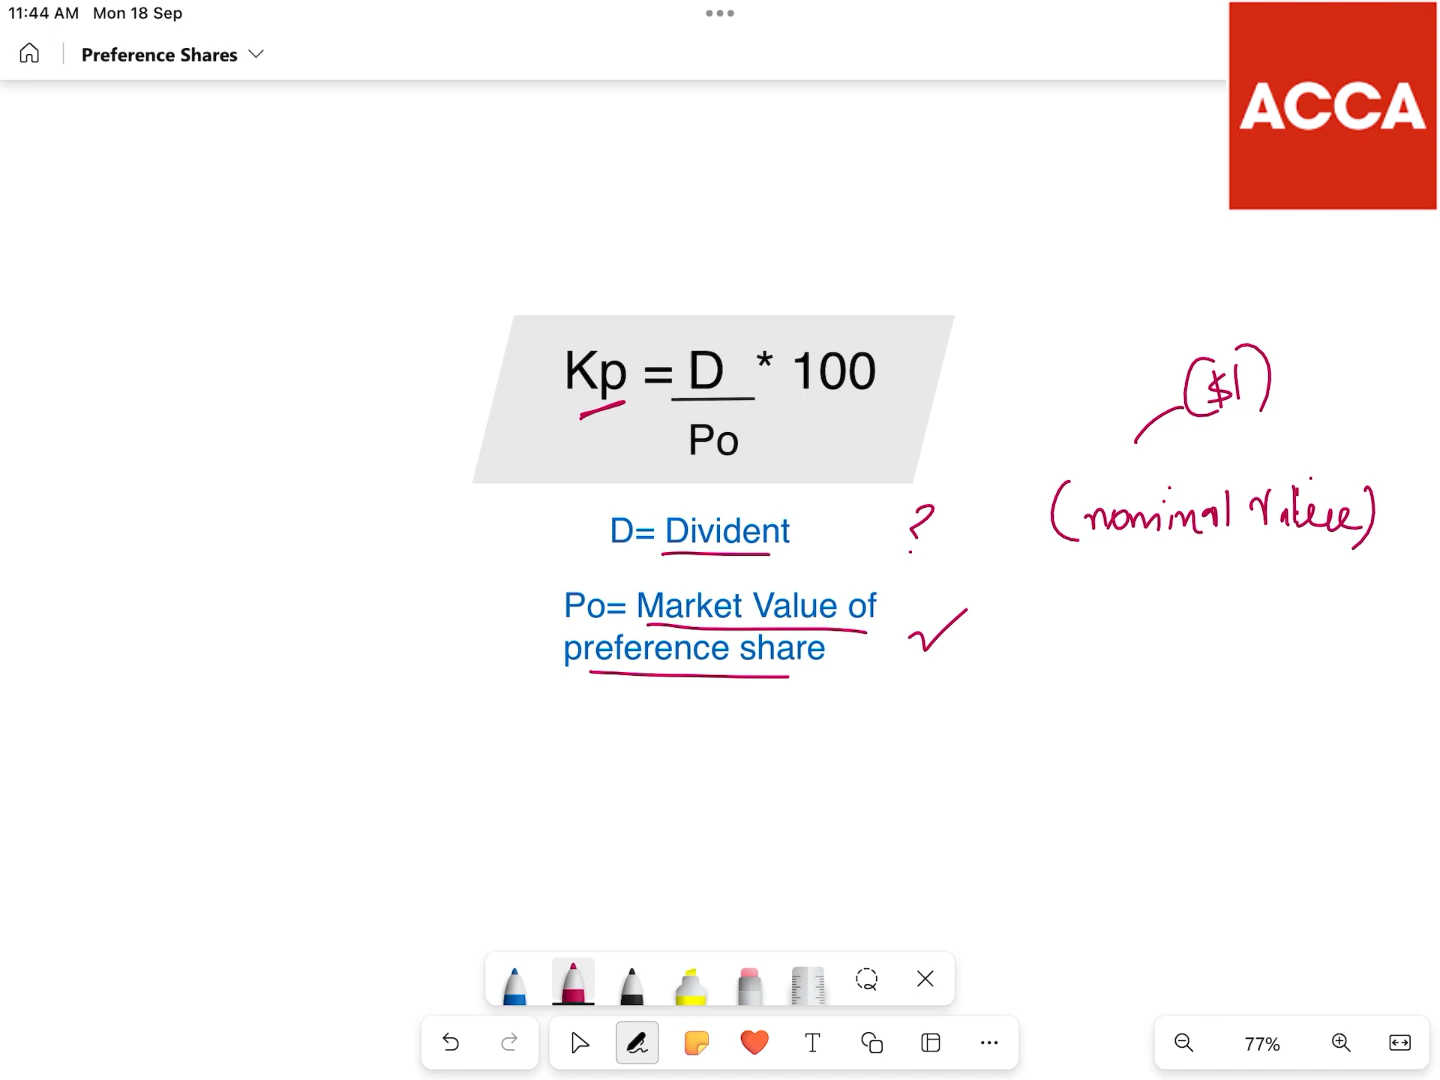 11:44 AM Mon 18 Sep
Preference Shares
ACCA
Kp = D * 100
Po
($1)
(nominal value)
D= Divident ?
Po= Market Value of
preference share
T
77%